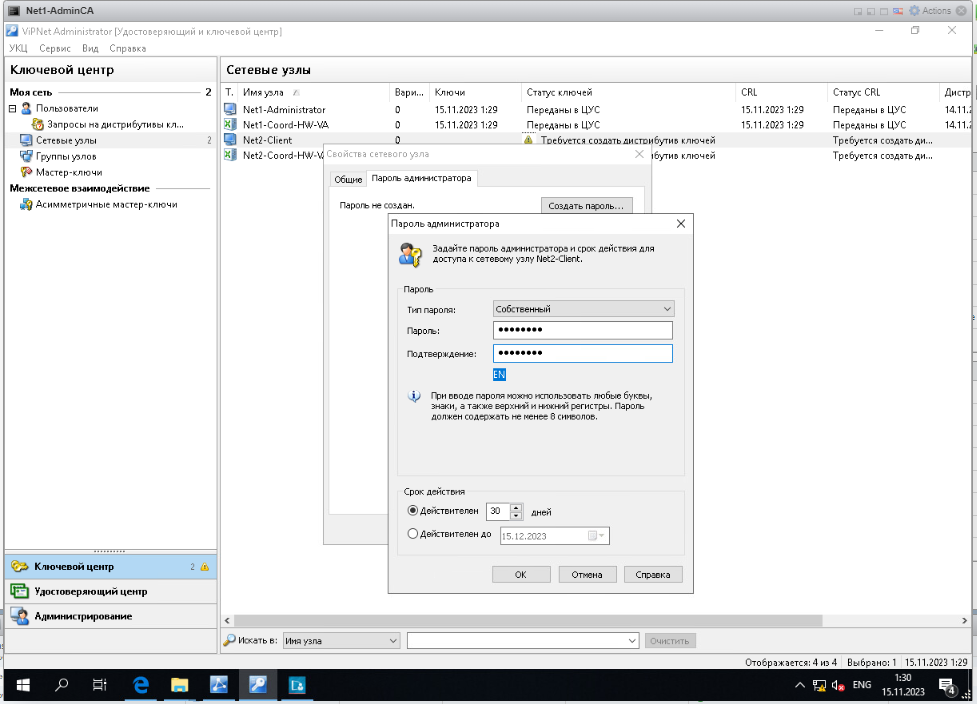 Net1-AdminCA
Actions
ViPNet Administrator [Удостоверяющий и ключевой центр]
УКЦ Сервис Вид Справка
Ключевой центр
Моя сеть 2
Пользователи
Запросы на дистрибутивы кл...
Сетевые узлы 2
Группы узлов
Мастер-ключи
Межсетевое взаимодействие
Асимметричные мастер-ключи
Сетевые узлы
Т. Имя узла Вари... Ключи Статус ключей CRL Статус CRL Дистр
Net1-Administrator 0 15.11.2023 1:29 Переданы в ЦУС 15.11.2023 1:29 Переданы в ЦУС 14.11.2
Net1-Coord-HW-VA 0 15.11.2023 1:29 Переданы в ЦУС 15.11.2023 1:29 Переданы в ЦУС 14.11.2
Net2-Client 0 Требуется создать дистрибутив ключей Требуется создать ди...
Net2-Coord-HW-VA бутив ключей Требуется создать ди...
Свойства сетевого узла
Общие Пароль администратора
Пароль не создан. Создать пароль...
Пароль администратора
Задайте пароль администратора и срок действия для
доступа к сетевому узлу Net2-Client.
Пароль
Тип пароля: Собственный
Пароль: ●●●●●●●●
Подтверждение: ●●●●●●●●
EN
При вводе пароля можно использовать любые буквы,
знаки, а также верхний и нижний регистры. Пароль
должен содержать не менее 8 символов.
Срок действия
Действителен 30 дней
Действителен до 15.12.2023
ОК Отмена Справка
Ключевой центр 2
Удостоверяющий центр
Администрирование
Искать в: Имя узла Очистить
Отображается: 4 из 4 Выбрано: 1 15.11.2023 1:29
ENG
1:30
15.11.2023
4